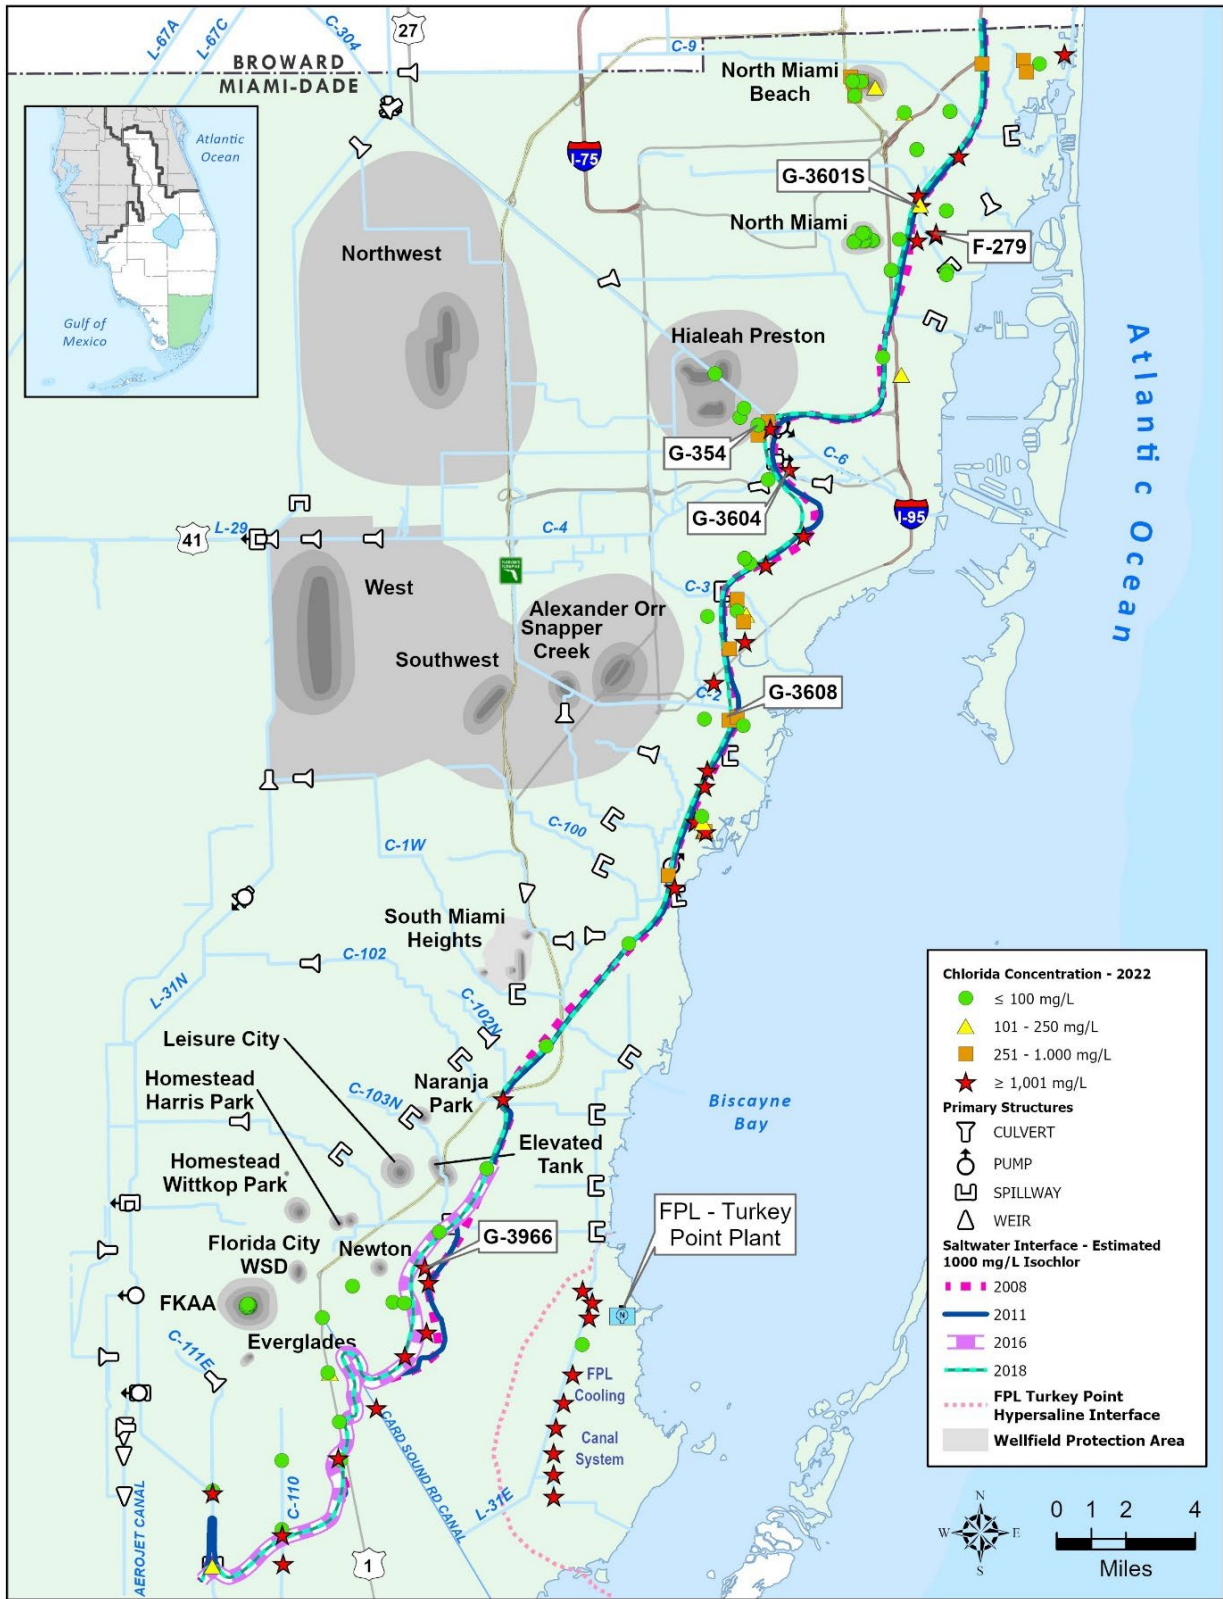 L-67A
L-67C
C-304
27
C-9
BROWARD
MIAMI-DADE
North Miami
Beach
Atlantic
Ocean
Gulf of
Mexico
I-75
G-3601S
North Miami
F-279
Northwest
Hialeah Preston
Atlantic Ocean
G-354
C-6
G-3604
I-95
41
L-29
C-4
C-3
West
Alexander Orr
Snapper
Creek
Southwest
C-2
G-3608
C-100
C-1W
South Miami
Heights
C-102
L-31N
C-102N
Leisure City
Homestead
Harris Park
Naranja
Park
C-103N
Biscayne
Bay
Elevated
Tank
Homestead
Wittkop Park
FPL - Turkey
Point Plant
G-3966
Florida City
WSD
Newton
FKAA
N
Everglades
C-111E
FPL
Cooling
Canal
System
CARD SOUND RD CANAL
L-31E
C-110
AEROJET CANAL
1
Chlorida Concentration - 2022
≤ 100 mg/L
101 - 250 mg/L
251 - 1.000 mg/L
≥ 1,001 mg/L
Primary Structures
CULVERT
PUMP
SPILLWAY
WEIR
Saltwater Interface - Estimated
1000 mg/L Isochlor
2008
2011
2016
2018
FPL Turkey Point
Hypersaline Interface
Wellfield Protection Area
N
W E
S
0 1 2 4
Miles